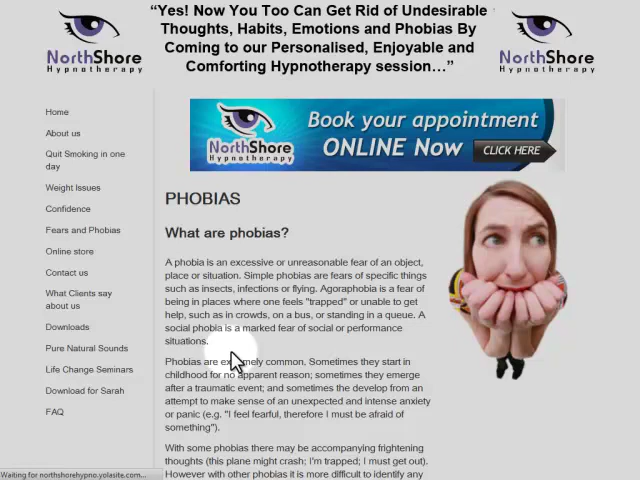 “Yes! Now You Too Can Get Rid of Undesirable
Thoughts, Habits, Emotions and Phobias By
Coming to our Personalised, Enjoyable and
Comforting Hypnotherapy session…”
NorthShore
Hypnotherapy
NorthShore
Hypnotherapy
Home
About us
Quit Smoking in one
day
Weight Issues
Confidence
Fears and Phobias
Online store
Contact us
What Clients say
about us
Downloads
Pure Natural Sounds
Life Change Seminars
Download for Sarah
FAQ
NorthShore
Hypnotherapy
Book your appointment
ONLINE Now
CLICK HERE
PHOBIAS
What are phobias?
A phobia is an excessive or unreasonable fear of an object,
place or situation. Simple phobias are fears of specific things
such as insects, infections or flying. Agoraphobia is a fear of
being in places where one feels "trapped" or unable to get
help, such as in crowds, on a bus, or standing in a queue. A
social phobia is a marked fear of social or performance
situations.
Phobias are extremely common. Sometimes they start in
childhood for no apparent reason; sometimes they emerge
after a traumatic event; and sometimes the develop from an
attempt to make sense of an unexpected and intense anxiety
or panic (e.g. "I feel fearful, therefore I must be afraid of
something").
With some phobias there may be accompanying frightening
thoughts (this plane might crash; I'm trapped; I must get out).
However with other phobias it is more difficult to identify any
Waiting for northshorehypno.yolasite.com...